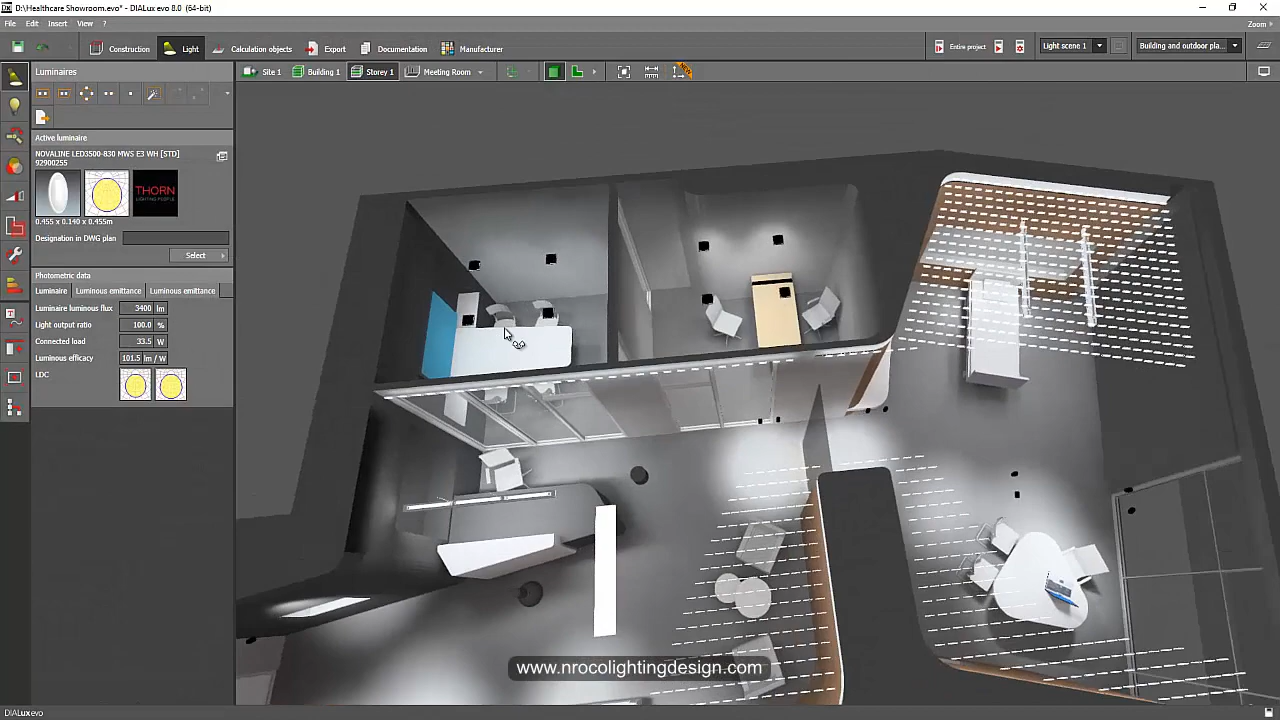 D:\Healthcare Showroom.evo* - DIALux evo 8.0 (64-bit)
File Edit Insert View ? Zoom
Construction Light Calculation objects Export Documentation Manufacturer Entire project Light scene 1 Building and outdoor pla...
Luminaires Site 1 Building 1 Storey 1 Meeting Room
Active luminaire
NOVALINE LED3500-830 MWS E3 WH [STD]
92900255
THORN
LIGHTING PEOPLE
0.455 x 0.140 x 0.455m
Designation in DWG plan
Select
Photometric data
Luminaire Luminous emittance Luminous emittance
Luminaire luminous flux 3400 lm
Light output ratio 100.0 %
Connected load 33.5 W
Luminous efficacy 101.5 lm / W
LDC
www.nrocolightingdesign.com
DIALux evo